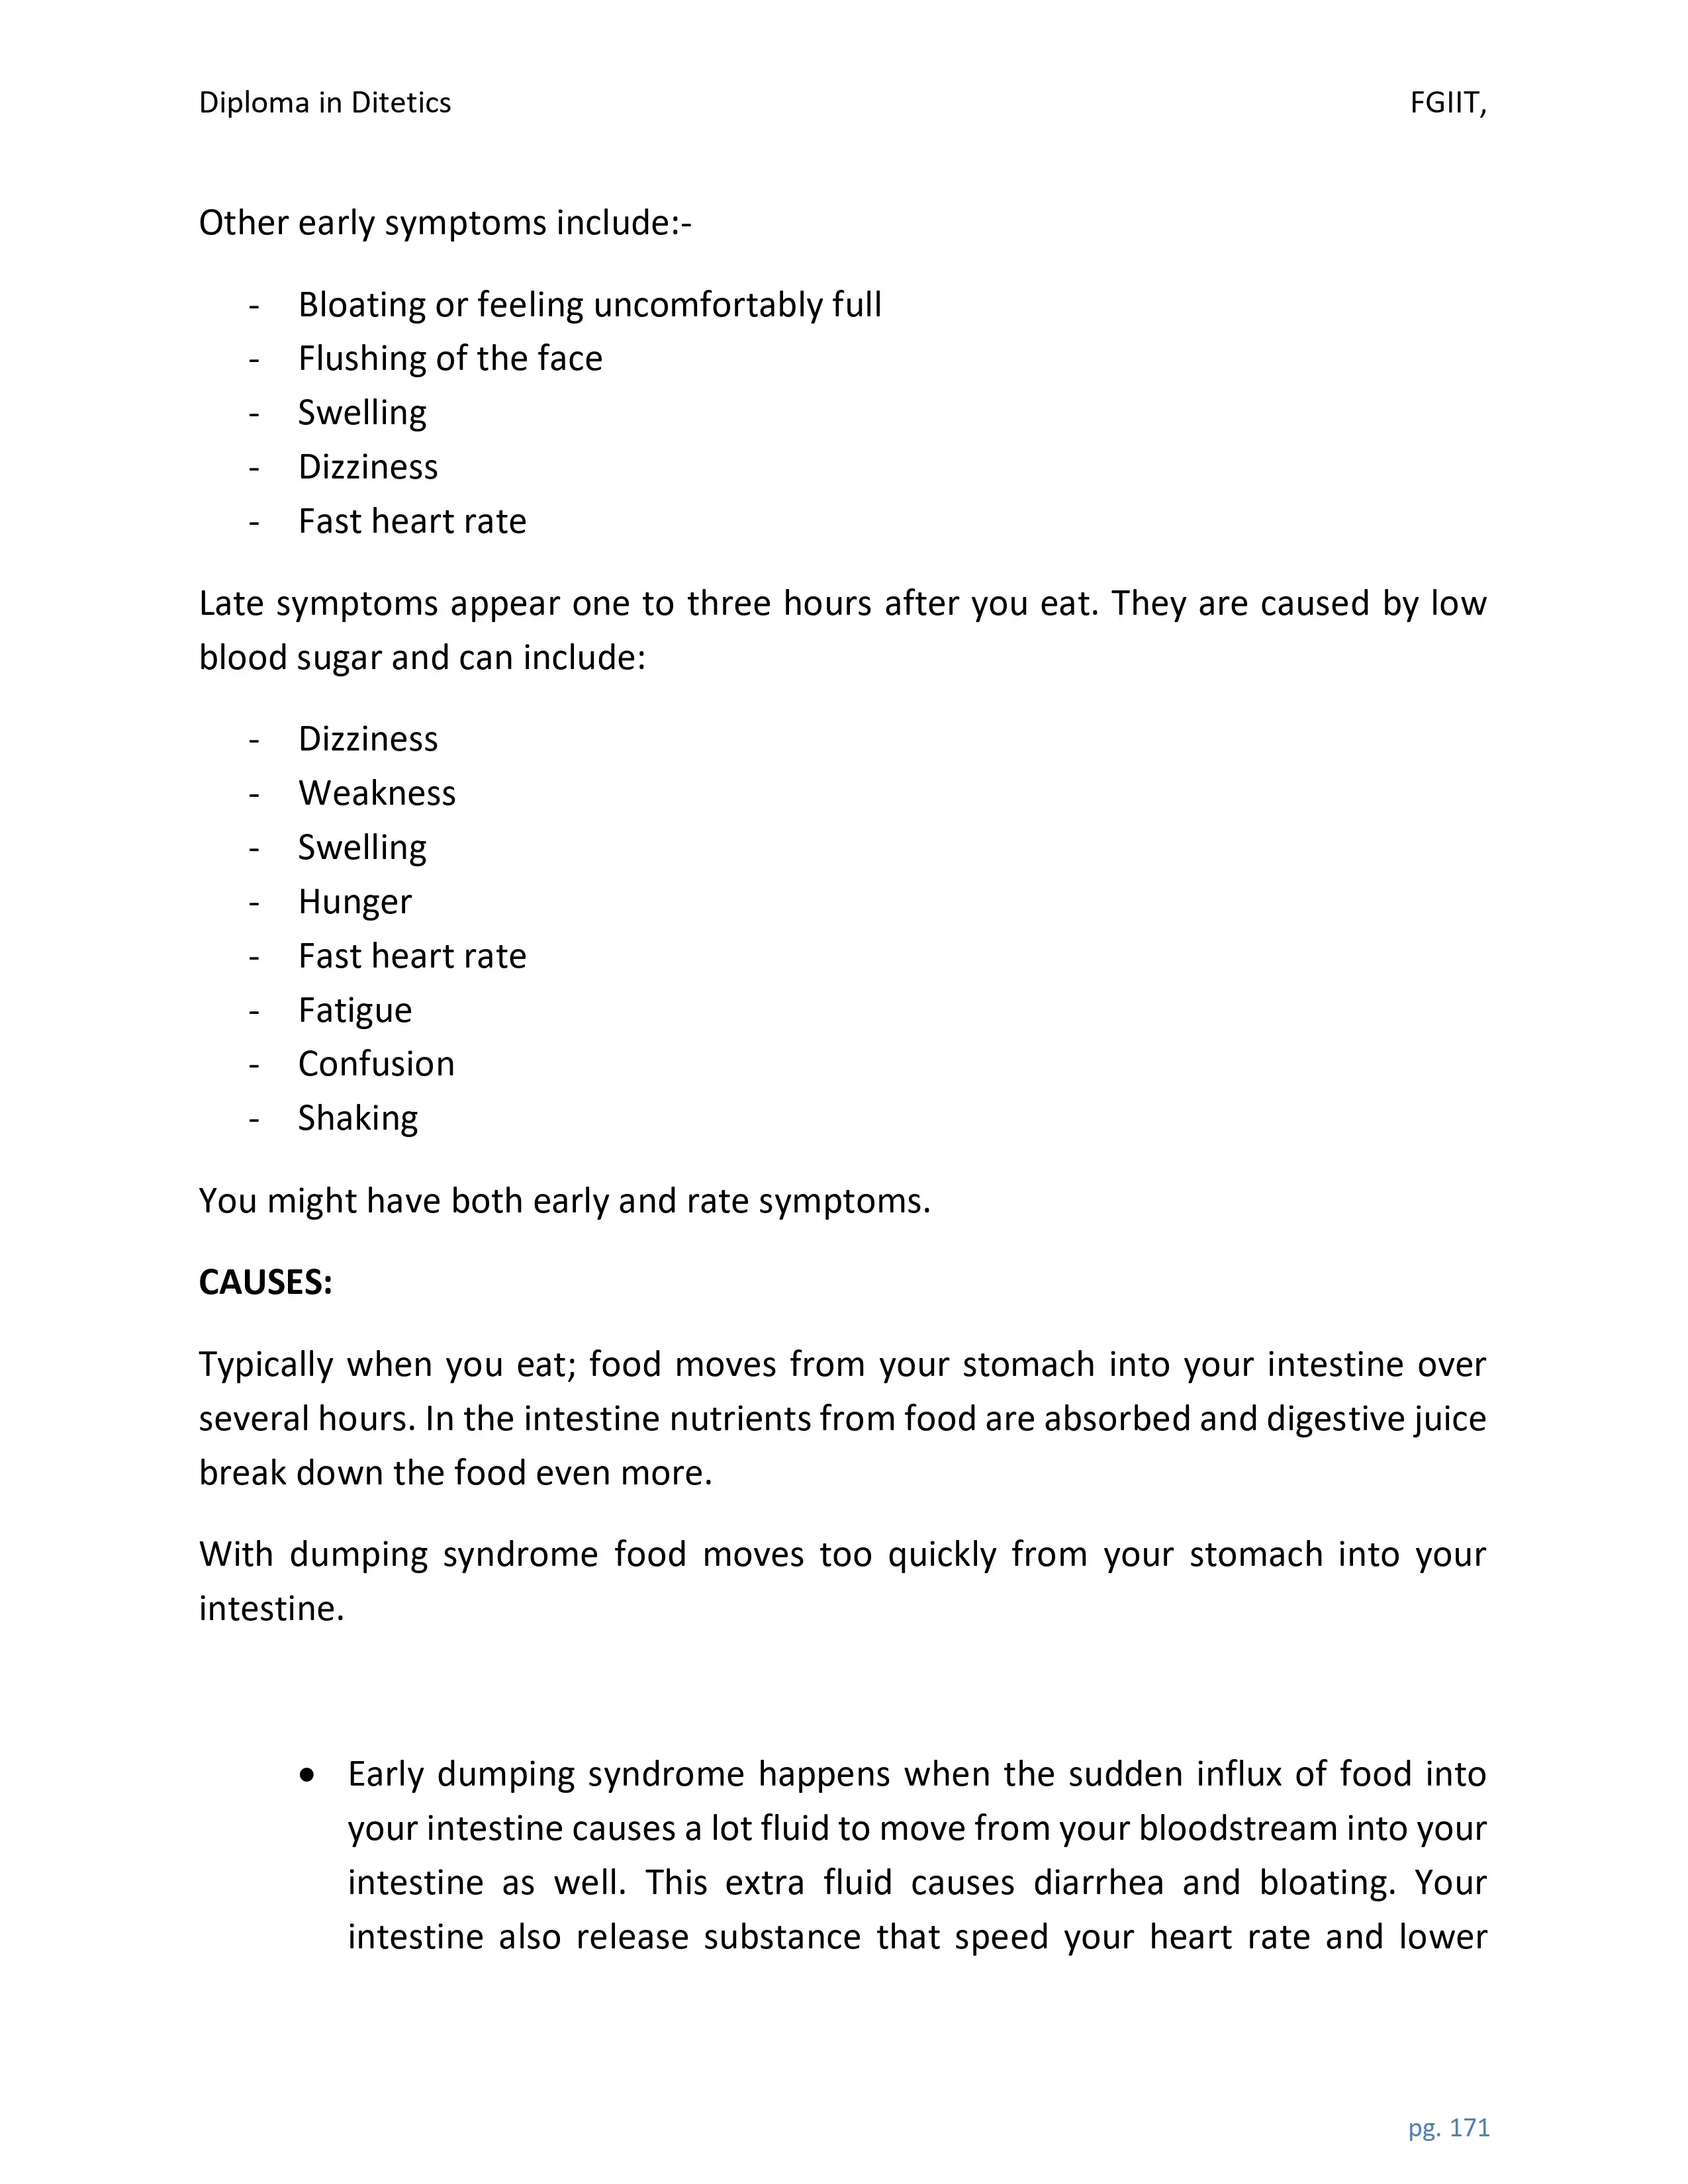 Diploma in Ditetics FGIIT,
Other early symptoms include:-
- Bloating or feeling uncomfortably full
- Flushing of the face
- Swelling
- Dizziness
- Fast heart rate
Late symptoms appear one to three hours after you eat. They are caused by low
blood sugar and can include:
- Dizziness
- Weakness
- Swelling
- Hunger
- Fast heart rate
- Fatigue
- Confusion
- Shaking
You might have both early and rate symptoms.
CAUSES:
Typically when you eat; food moves from your stomach into your intestine over
several hours. In the intestine nutrients from food are absorbed and digestive juice
break down the food even more.
With dumping syndrome food moves too quickly from your stomach into your
intestine.
• Early dumping syndrome happens when the sudden influx of food into
your intestine causes a lot fluid to move from your bloodstream into your
intestine as well. This extra fluid causes diarrhea and bloating. Your
intestine also release substance that speed your heart rate and lower
pg. 171